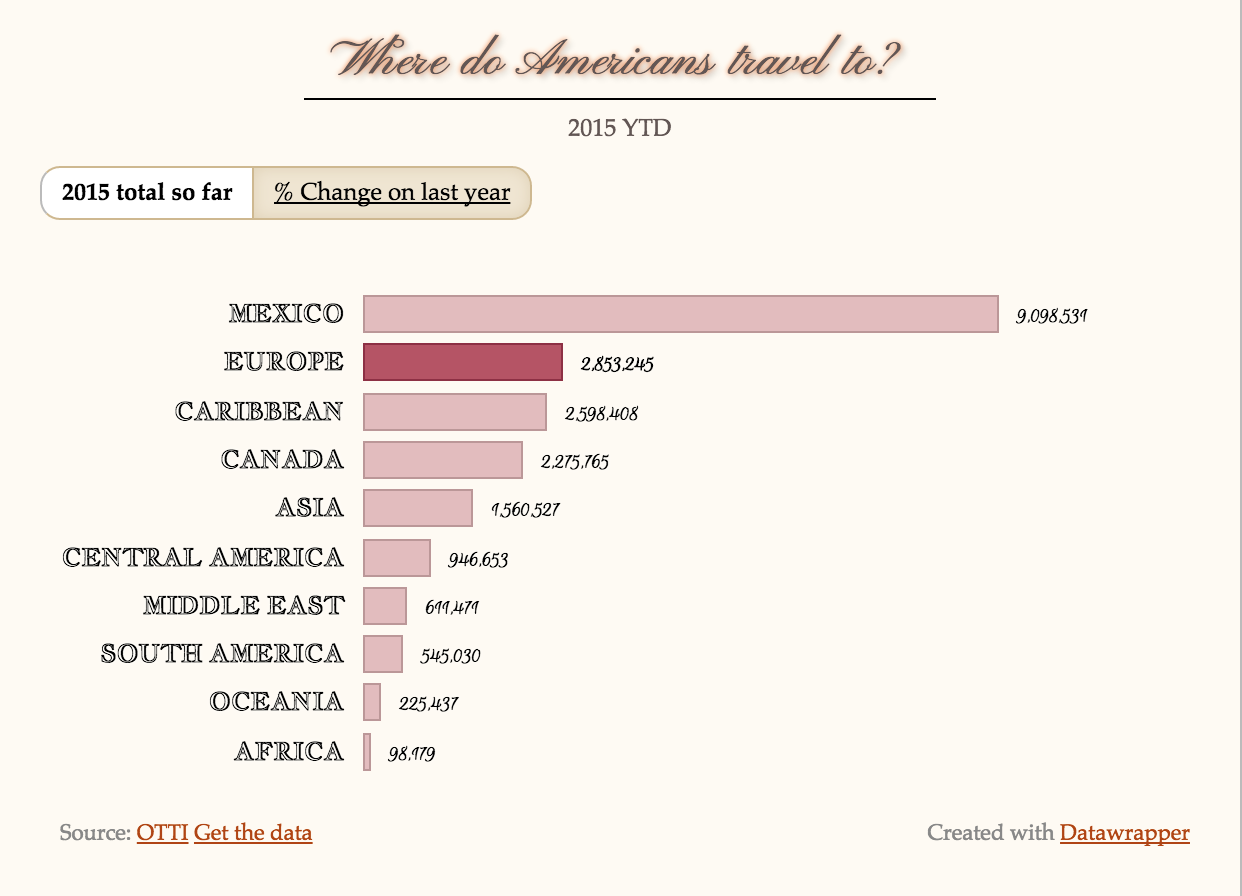 Where do Americans travel to?
2015 YTD
2015 total so far % Change on last year
MEXICO 9,098,531
EUROPE 2,853,245
CARIBBEAN 2,598,408
CANADA 2,275,765
ASIA 1,560,527
CENTRAL AMERICA 946,653
MIDDLE EAST 611,471
SOUTH AMERICA 545,030
OCEANIA 225,437
AFRICA 98,179
Source: OTTI Get the data Created with Datawrapper